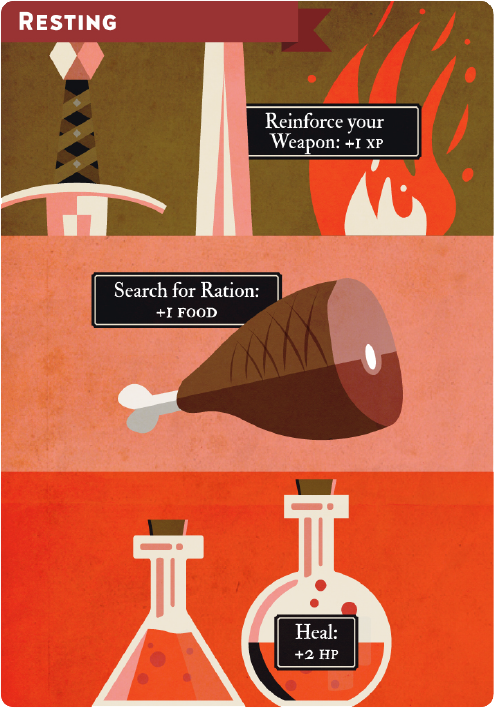 Resting
Reinforce your
Weapon: +1 XP
Search for Ration:
+1 FOOD
Heal:
+2 HP